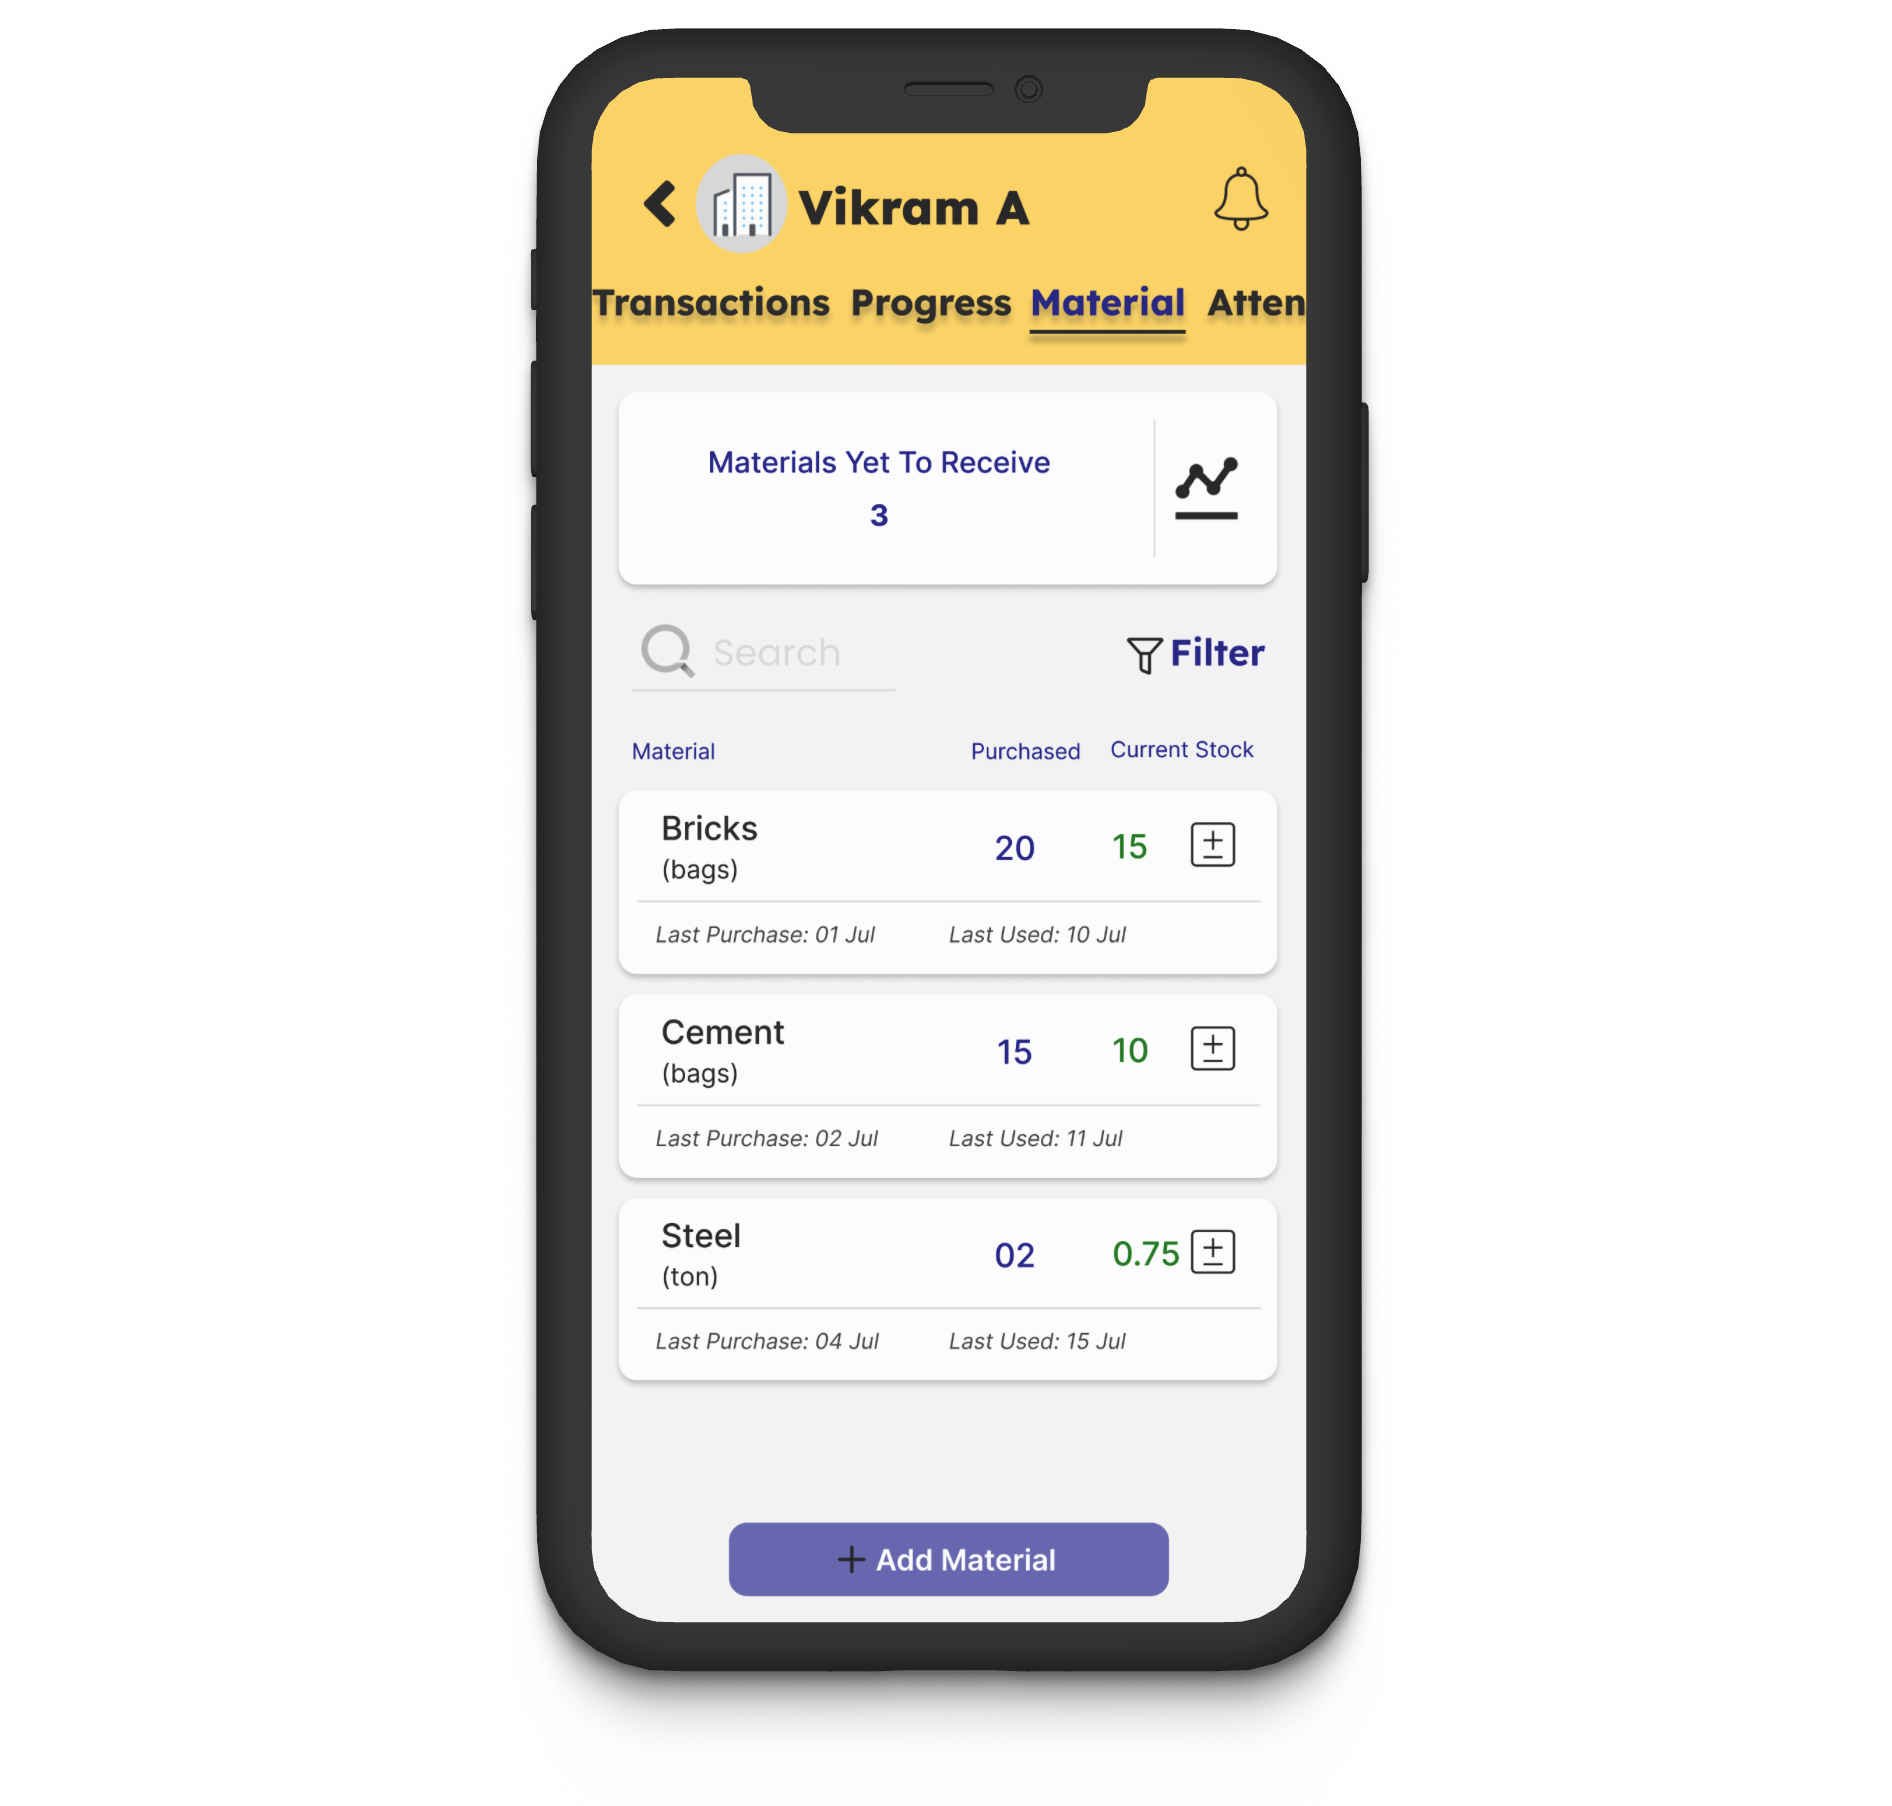 Vikram A
Transactions Progress Material Atten
Materials Yet To Receive
3
Search
Filter
Material Purchased Current Stock
Bricks 20 15
(bags)
Last Purchase: 01 Jul Last Used: 10 Jul
Cement 15 10
(bags)
Last Purchase: 02 Jul Last Used: 11 Jul
Steel 02 0.75
(ton)
Last Purchase: 04 Jul Last Used: 15 Jul
+ Add Material